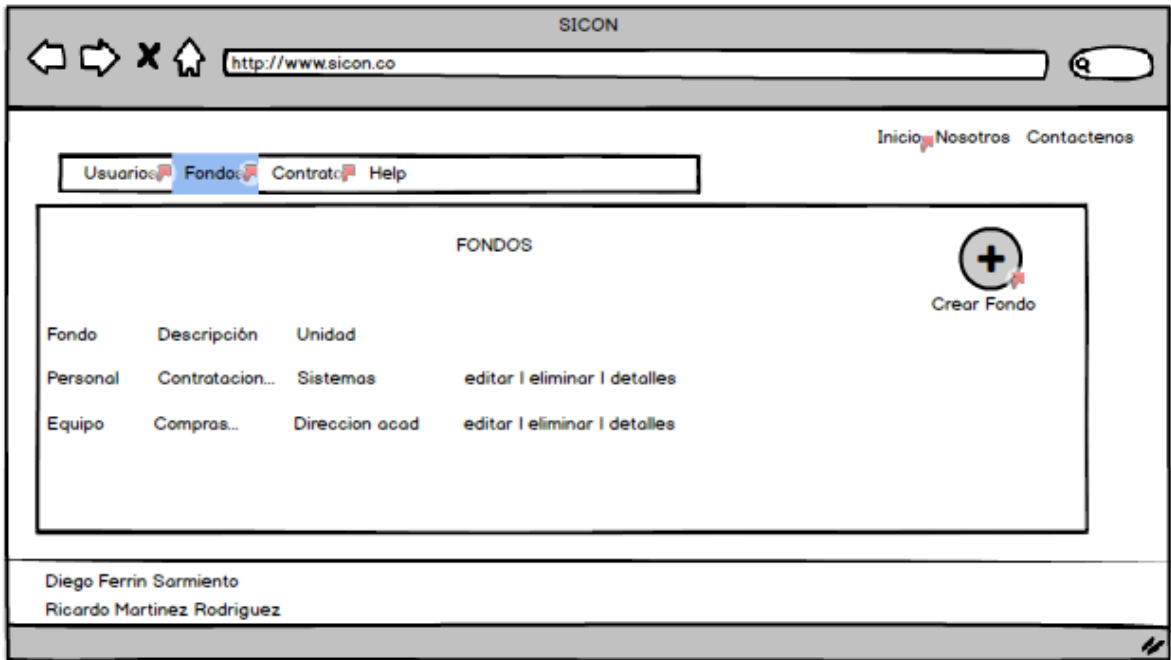 SICON
http://www.sicon.co
Inicio Nosotros Contactenos
Usuarios Fondos Contrato Help
FONDOS
Crear Fondo
Fondo Descripción Unidad
Personal Contratacion... Sistemas editar | eliminar | detalles
Equipo Compras... Direccion acad editar | eliminar | detalles
Diego Ferrin Sarmiento
Ricardo Martinez Rodriguez